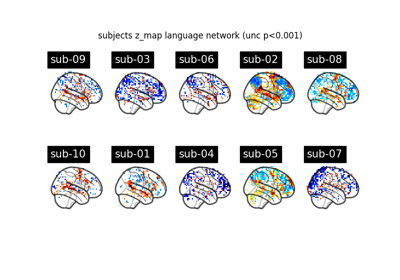 subjects z_map language network (unc p<0.001)
sub-09 sub-03 sub-06 sub-02 sub-08
sub-10 sub-01 sub-04 sub-05 sub-07